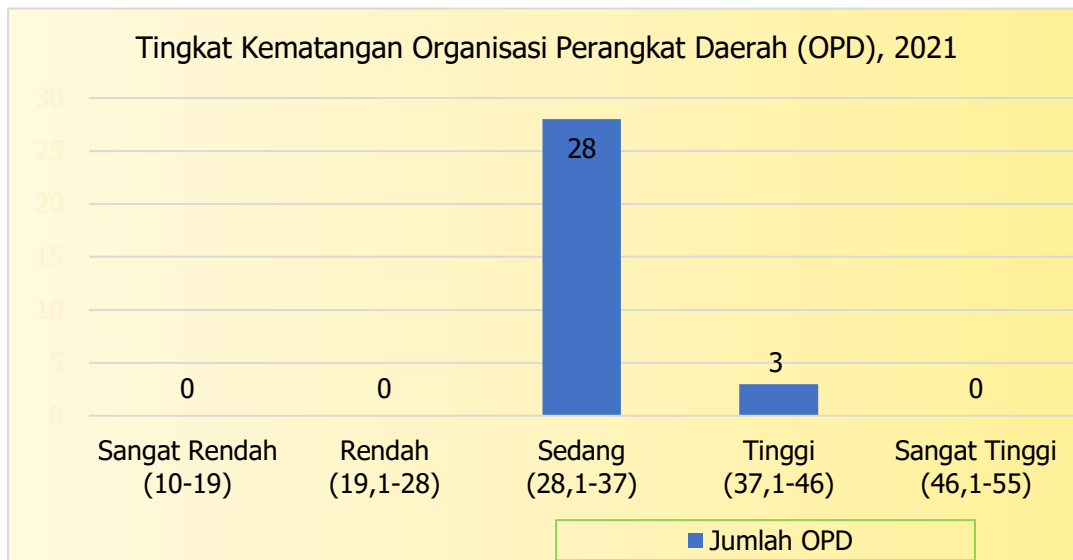 Tingkat Kematangan Organisasi Perangkat Daerah (OPD), 2021
30
25
20
15
10
5
0
0
0
28
3
0
Sangat Rendah
(10-19)
Rendah
(19,1-28)
Sedang
(28,1-37)
Tinggi
(37,1-46)
Sangat Tinggi
(46,1-55)
Jumlah OPD